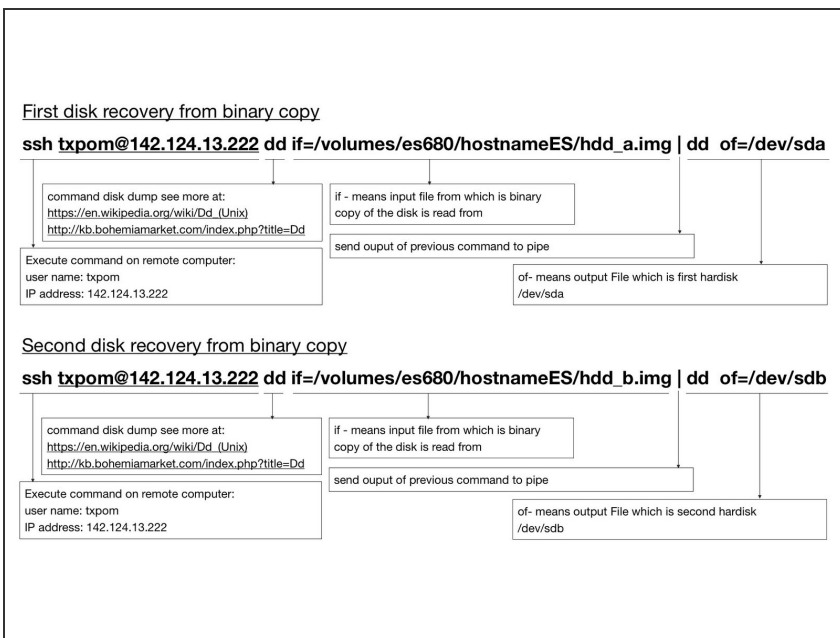 First disk recovery from binary copy
ssh txpom@142.124.13.222 dd if=/volumes/es680/hostnameES/hdd_a.img | dd of=/dev/sda
command disk dump see more at:
https://en.wikipedia.org/wiki/Dd_(Unix)
http://kb.bohemiamarket.com/index.php?title=Dd
if - means input file from which is binary
copy of the disk is read from
send ouput of previous command to pipe
Execute command on remote computer:
user name: txpom
IP address: 142.124.13.222
of- means output File which is first hardisk
/dev/sda
Second disk recovery from binary copy
ssh txpom@142.124.13.222 dd if=/volumes/es680/hostnameES/hdd_b.img | dd of=/dev/sdb
command disk dump see more at:
https://en.wikipedia.org/wiki/Dd_(Unix)
http://kb.bohemiamarket.com/index.php?title=Dd
if - means input file from which is binary
copy of the disk is read from
send ouput of previous command to pipe
Execute command on remote computer:
user name: txpom
IP address: 142.124.13.222
of- means output File which is second hardisk
/dev/sdb